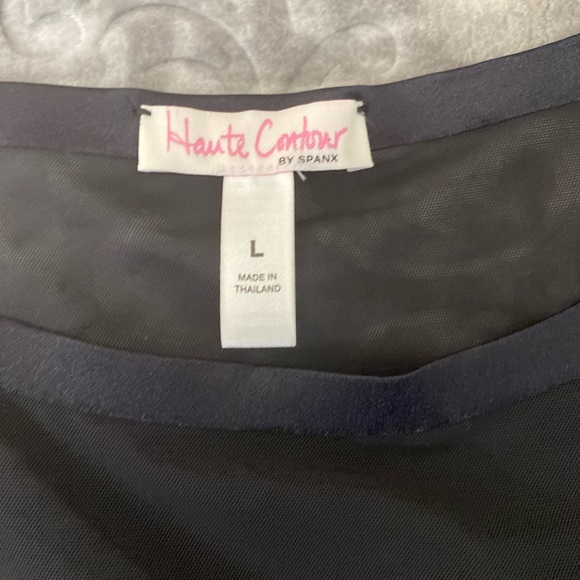 Haute Contour
BY SPANX
L
MADE IN
THAILAND